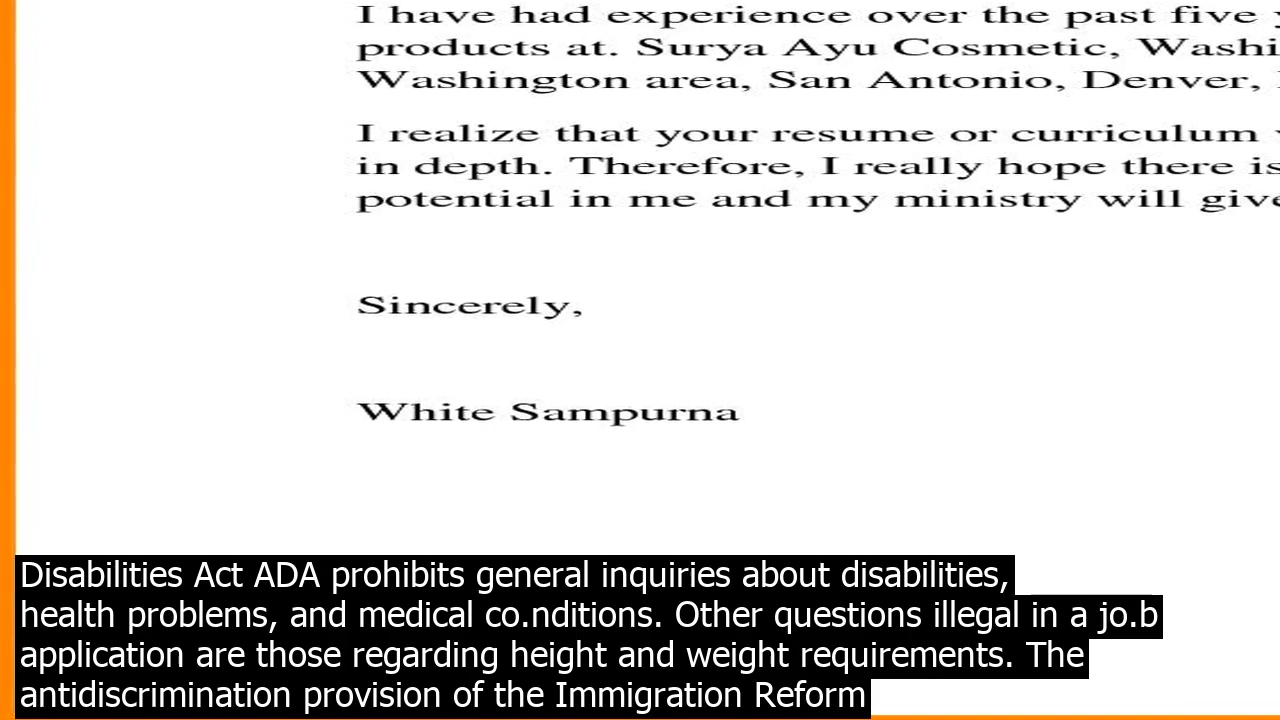 I have had experience over the past five
products at. Surya Ayu Cosmetic, Washi
Washington area, San Antonio, Denver,
I realize that your resume or curriculum
in depth. Therefore, I really hope there is
potential in me and my ministry will give
Sincerely,
White Sampurna
Disabilities Act ADA prohibits general inquiries about disabilities,
health problems, and medical co.nditions. Other questions illegal in a jo.b
application are those regarding height and weight requirements. The
antidiscrimination provision of the Immigration Reform